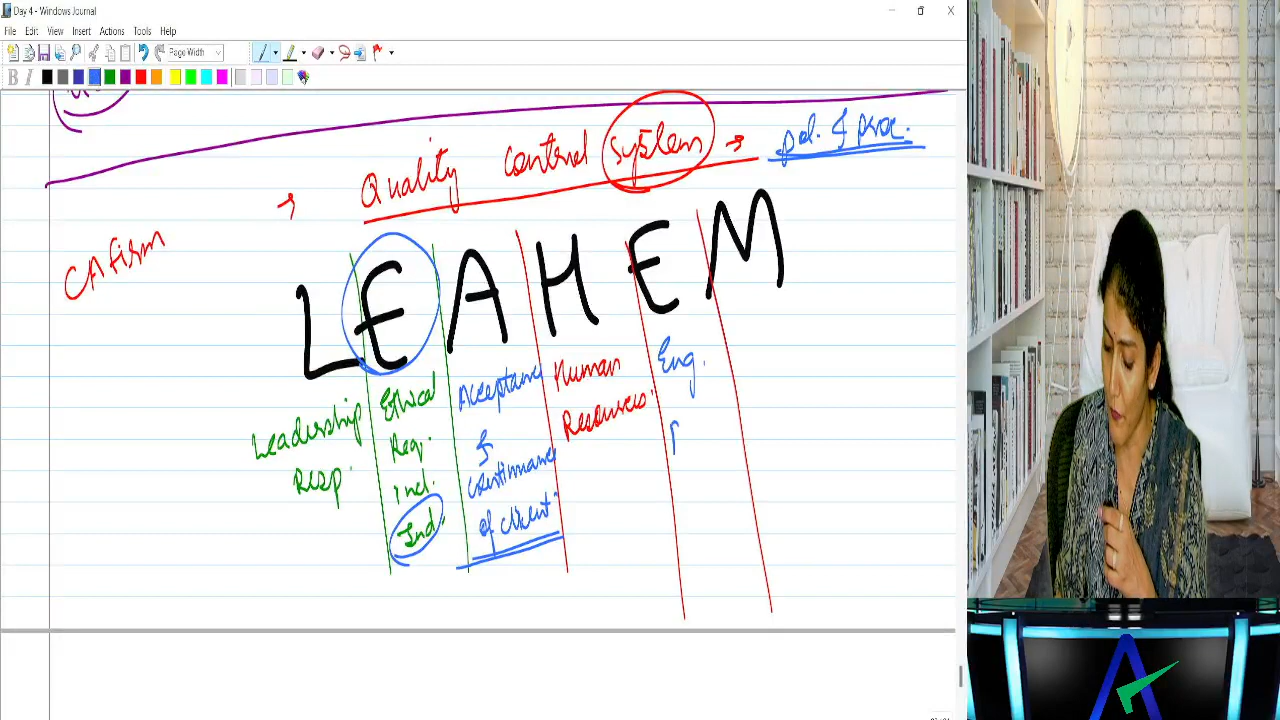 Day 4 - Windows Journal
File Edit View Insert Actions Tools Help
Page Width
B I
Quality control system → pol. & proc.
CA firm
LEAHEM
Leadership Resp.
Ethical Req. incl. Ind.
Acceptance & continuance of client
Human Resources
Eng.